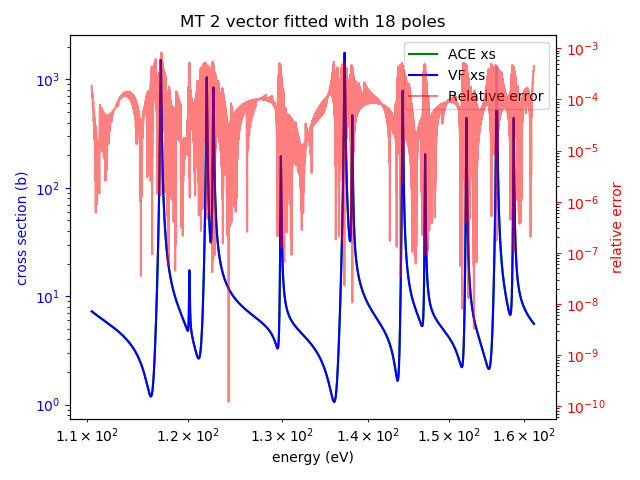 MT 2 vector fitted with 18 poles
ACE xs
VF xs
Relative error
cross section (b)
10³
10²
10¹
10⁰
relative error
10⁻³
10⁻⁴
10⁻⁵
10⁻⁶
10⁻⁷
10⁻⁸
10⁻⁹
10⁻¹⁰
1.1 × 10² 1.2 × 10² 1.3 × 10² 1.4 × 10² 1.5 × 10² 1.6 × 10²
energy (eV)